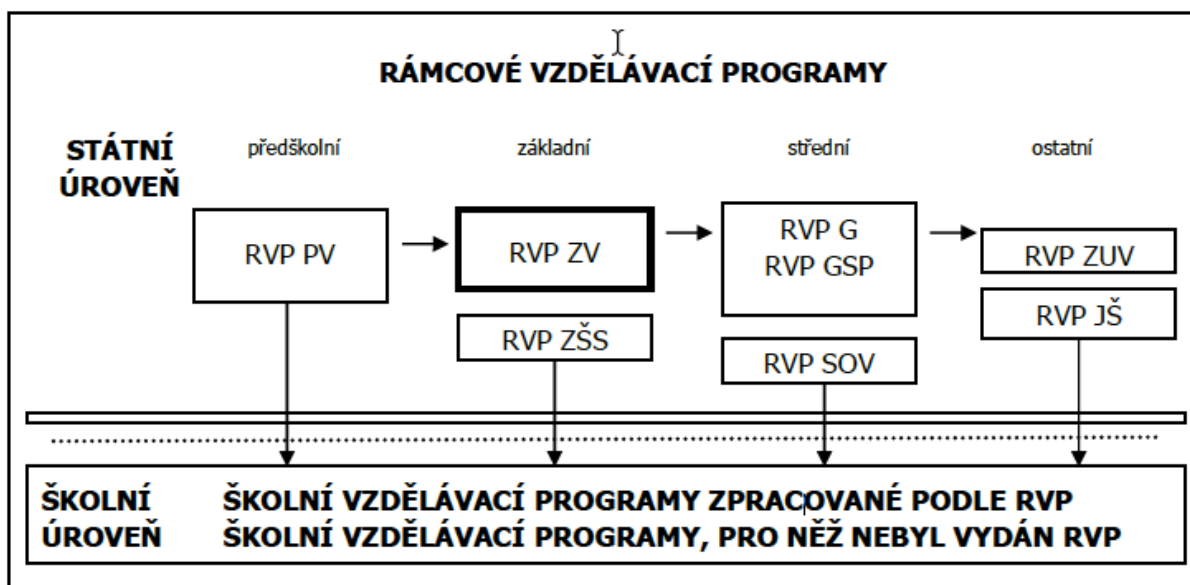 RÁMCOVÉ VZDĚLÁVACÍ PROGRAMY
STÁTNÍ ÚROVEŇ
předškolní základní střední ostatní
RVP PV
RVP ZV
RVP ZŠS
RVP G
RVP GSP
RVP SOV
RVP ZUV
RVP JŠ
ŠKOLNÍ ÚROVEŇ
ŠKOLNÍ VZDĚLÁVACÍ PROGRAMY ZPRACOVANÉ PODLE RVP
ŠKOLNÍ VZDĚLÁVACÍ PROGRAMY, PRO NĚŽ NEBYL VYDÁN RVP